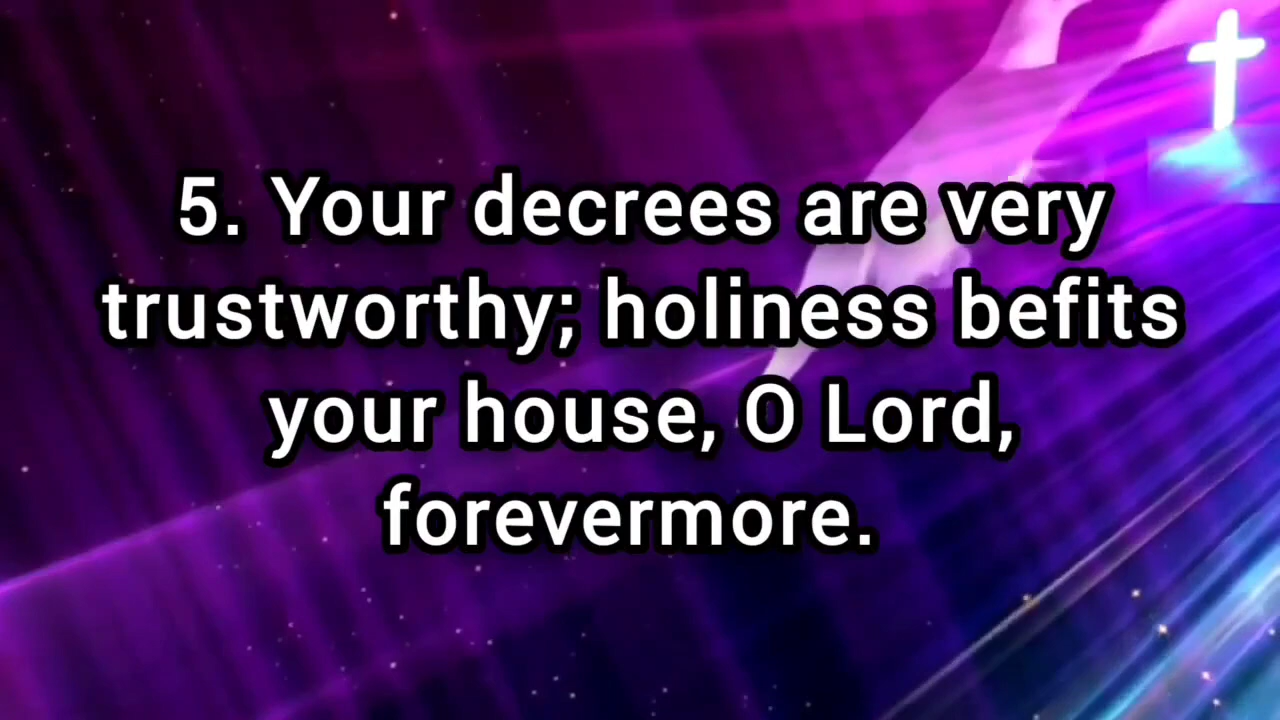 5. Your decrees are very
trustworthy; holiness befits
your house, O Lord,
forevermore.